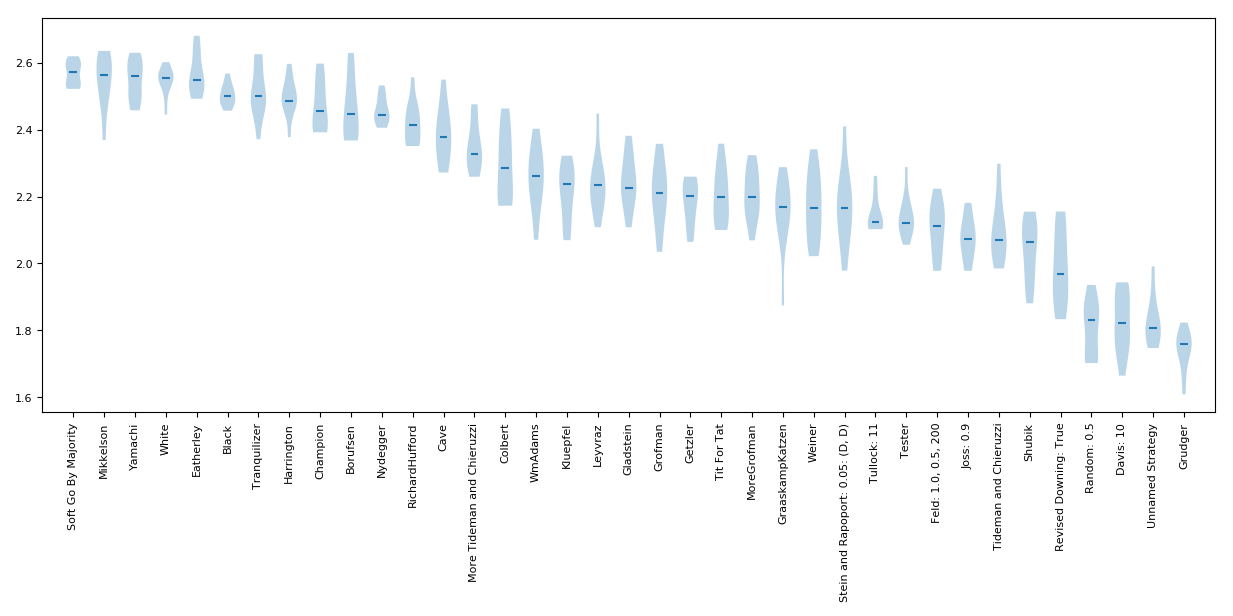 2.6
2.4
2.2
2.0
1.8
1.6
Soft Go By Majority
Mikkelson
Yamachi
White
Eatherley
Black
Tranquilizer
Harrington
Champion
Borufsen
Nydegger
RichardHufford
Cave
More Tideman and Chieruzzi
Colbert
WmAdams
Kluepfel
Leyvraz
Gladstein
Grofman
Getzler
Tit For Tat
MoreGrofman
GraaskampKatzen
Weiner
Stein and Rapoport: 0.05: (D, D)
Tullock: 11
Tester
Feld: 1.0, 0.5, 200
Joss: 0.9
Tideman and Chieruzzi
Shubik
Revised Downing: True
Random: 0.5
Davis: 10
Unnamed Strategy
Grudger